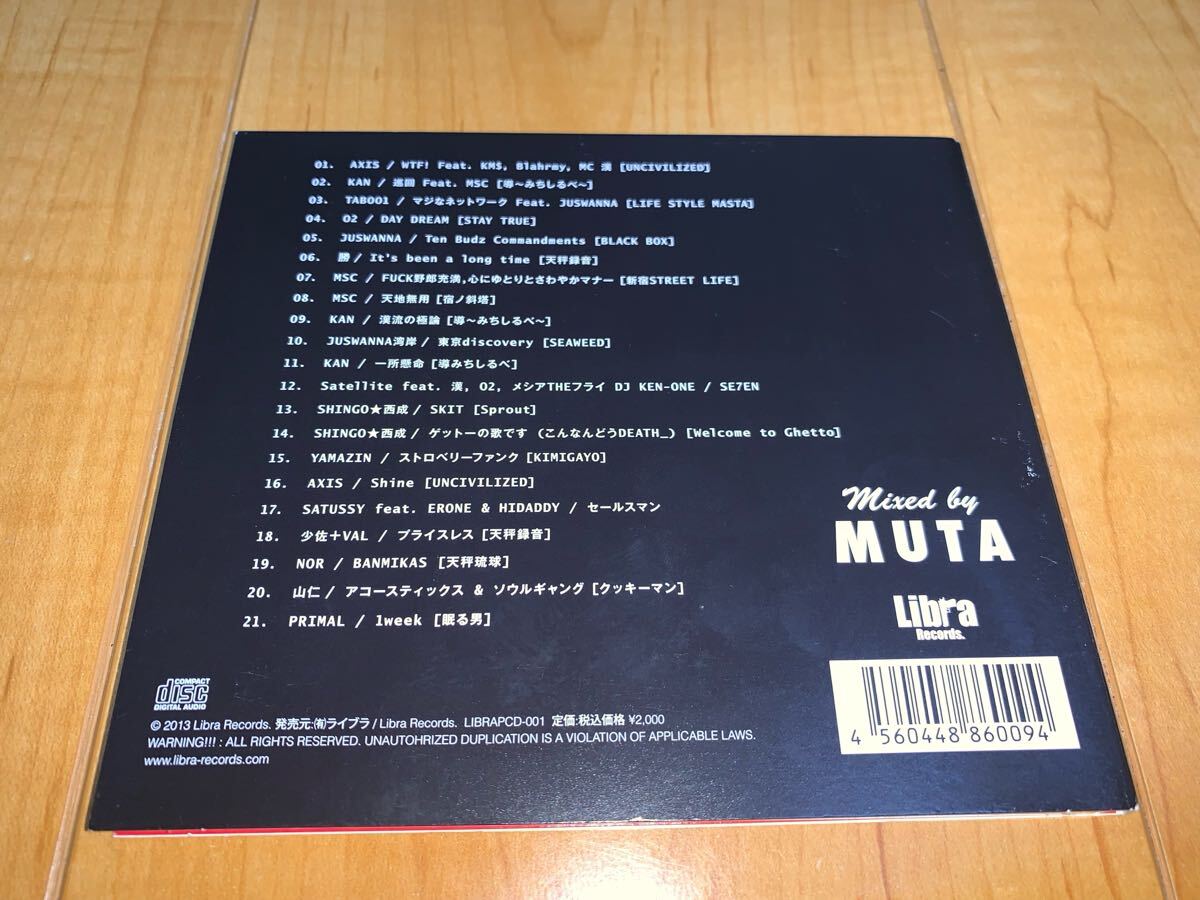 01. AXIS / WTF! Feat. KM$, Blahrmy, MC 漢 [UNCIVILIZED]
02. KAN / 巡回 Feat. MSC [導～みちしるべ～]
03. TABOO1 / マジなネットワーク Feat. JUSWANNA [LIFE STYLE MASTA]
04. O2 / DAY DREAM [STAY TRUE]
05. JUSWANNA / Ten Budz Commandments [BLACK BOX]
06. 勝 / It's been a long time [天秤録音]
07. MSC / FUCK野郎充満,心にゆとりとさわやかマナー [新宿STREET LIFE]
08. MSC / 天地無用 [宿ノ斜塔]
09. KAN / 漢流の極論 [導～みちしるべ～]
10. JUSWANNA湾岸 / 東京discovery [SEAWEED]
11. KAN / 一所懸命 [導みちしるべ]
12. Satellite feat. 漢, O2, メシアTHEフライ DJ KEN-ONE / SE7EN
13. SHINGO★西成 / SKIT [Sprout]
14. SHINGO★西成 / ゲットーの歌です (こんなんどうDEATH_) [Welcome to Ghetto]
15. YAMAZIN / ストロベリーファンク [KIMIGAYO]
16. AXIS / Shine [UNCIVILIZED]
17. SATUSSY feat. ERONE & HIDADDY / セールスマン
18. 少佐+VAL / プライスレス [天秤録音]
19. NOR / BANMIKAS [天秤琉球]
20. 山仁 / アコースティックス & ソウルギャング [クッキーマン]
21. PRIMAL / 1week [眠る男]
Mixed by
MUTA
Libra
Records.
COMPACT
disc
DIGITAL AUDIO
© 2013 Libra Records. 発売元:㈲ライブラ / Libra Records. LIBRAPCD-001 定価:税込価格 ¥2,000
WARNING!!! : ALL RIGHTS RESERVED. UNAUTOHRIZED DUPLICATION IS A VIOLATION OF APPLICABLE LAWS.
www.libra-records.com
4 560448 860094